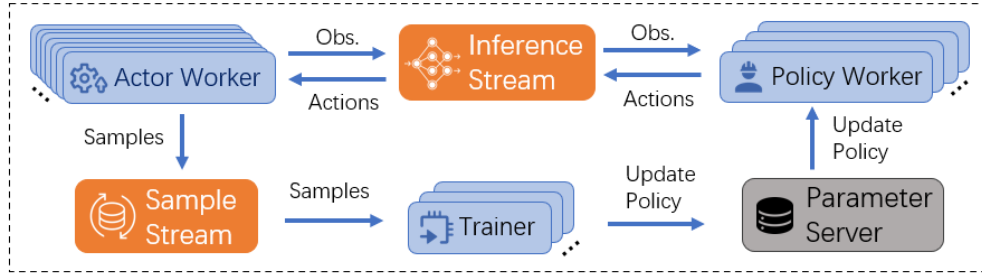 Actor Worker
Obs.
Actions
Inference
Stream
Obs.
Actions
Policy Worker
Samples
Sample
Stream
Samples
Trainer
Update
Policy
Parameter
Server
Update
Policy